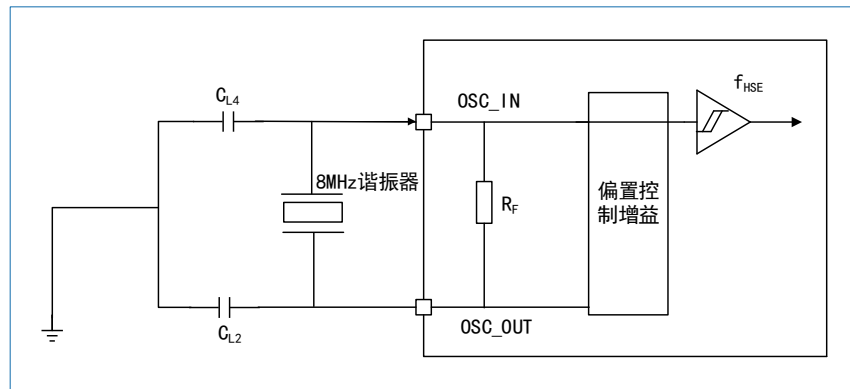 C_L4
OSC_IN
f_HSE
8MHz谐振器
R_F
偏置控
制增益
C_L2
OSC_OUT